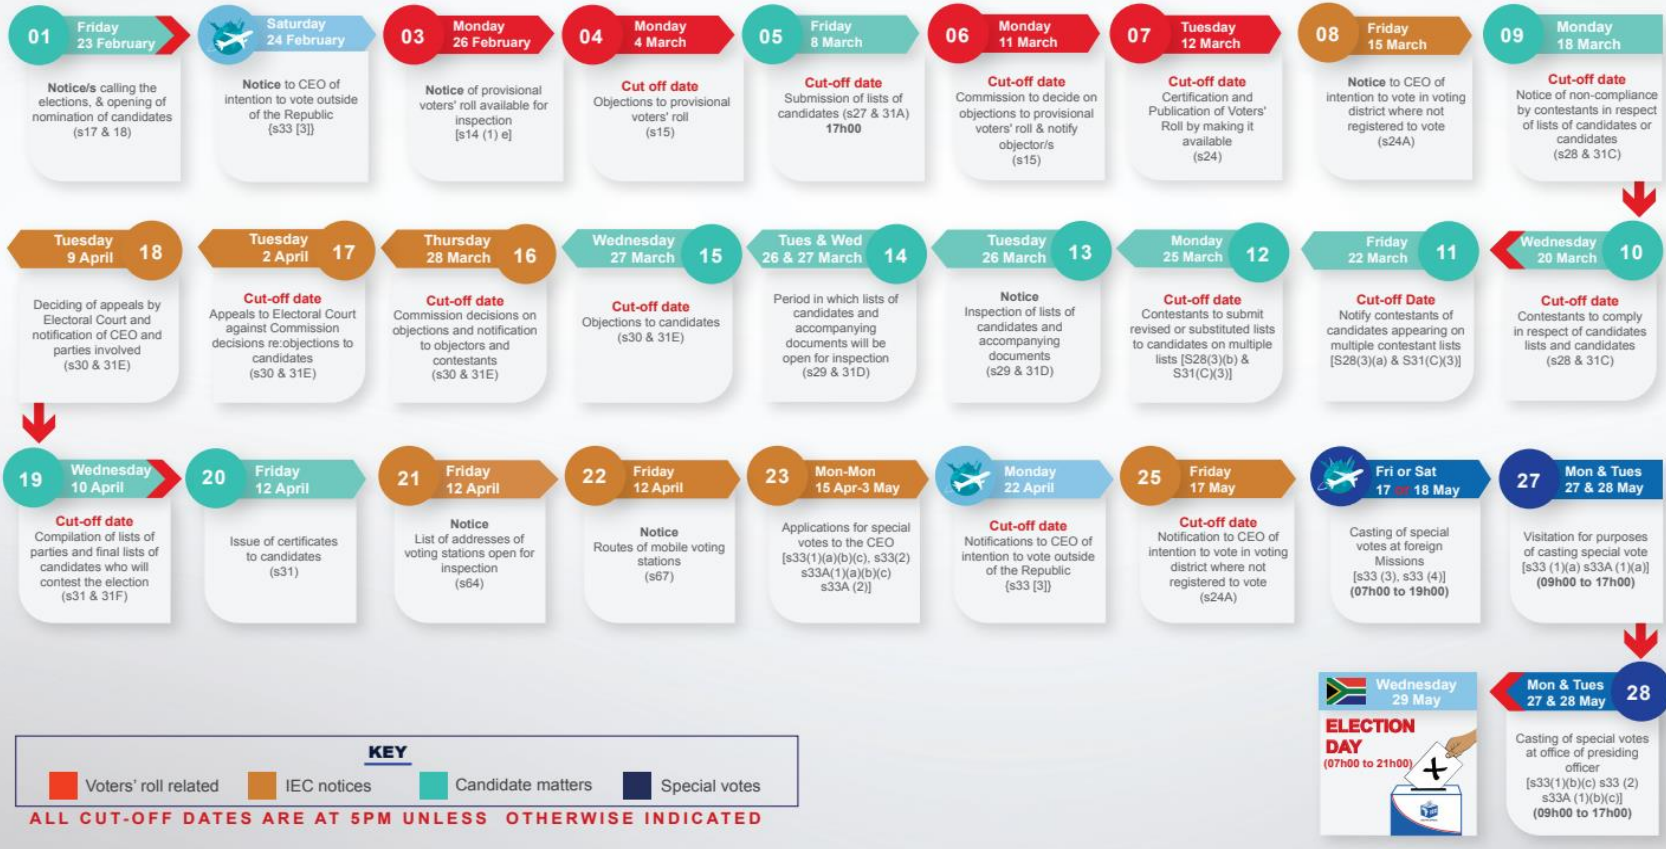 01
Friday
23 February
Notice/s calling the
elections, & opening of
nomination of candidates
(s17 & 18)
Saturday
24 February
Notice to CEO of
intention to vote outside
of the Republic
{s33 [3]}
03
Monday
26 February
Notice of provisional
voters' roll available for
inspection
[s14 (1) e]
04
Monday
4 March
Cut off date
Objections to provisional
voters' roll
(s15)
05
Friday
8 March
Cut-off date
Submission of lists of
candidates (s27 & 31A)
17h00
06
Monday
11 March
Cut-off date
Commission to decide on
objections to provisional
voters' roll & notify
objector/s
(s15)
07
Tuesday
12 March
Cut-off date
Certification and
Publication of Voters'
Roll by making it
available
(s24)
08
Friday
15 March
Notice to CEO of
intention to vote in voting
district where not
registered to vote
(s24A)
09
Monday
18 March
Cut-off date
Notice of non-compliance
by contestants in respect
of lists of candidates or
candidates
(s28 & 31C)
Wednesday
20 March
10
Cut-off date
Contestants to comply
in respect of candidates
lists and candidates
(s28 & 31C)
Friday
22 March
11
Cut-off Date
Notify contestants of
candidates appearing on
multiple contestant lists
[S28(3)(a) & S31(C)(3)]
Monday
25 March
12
Cut-off date
Contestants to submit
revised or substituted lists
to candidates on multiple
lists [S28(3)(b) &
S31(C)(3)]
Tuesday
26 March
13
Notice
Inspection of lists of
candidates and
accompanying
documents
(s29 & 31D)
Tues & Wed
26 & 27 March
14
Period in which lists of
candidates and
accompanying
documents will be
open for inspection
(s29 & 31D)
Wednesday
27 March
15
Cut-off date
Objections to candidates
(s30 & 31E)
Thursday
28 March
16
Cut-off date
Commission decisions on
objections and notification
to objectors and
contestants
(s30 & 31E)
Tuesday
2 April
17
Cut-off date
Appeals to Electoral Court
against Commission
decisions re:objections to
candidates
(s30 & 31E)
Tuesday
9 April
18
Deciding of appeals by
Electoral Court and
notification of CEO and
parties involved
(s30 & 31E)
19
Wednesday
10 April
Cut-off date
Compilation of lists of
parties and final lists of
candidates who will
contest the election
(s31 & 31F)
20
Friday
12 April
Issue of certificates
to candidates
(s31)
21
Friday
12 April
Notice
List of addresses of
voting stations open for
inspection
(s64)
22
Friday
12 April
Notice
Routes of mobile voting
stations
(s67)
23
Mon-Mon
15 Apr-3 May
Applications for special
votes to the CEO
[s33(1)(a)(b)(c), s33(2)
s33A(1)(a)(b)(c)
s33A (2)]
Monday
22 April
Cut-off date
Notifications to CEO of
intention to vote outside
of the Republic
{s33 [3]}
25
Friday
17 May
Cut-off date
Notification to CEO of
intention to vote in voting
district where not
registered to vote
(s24A)
Fri or Sat
17 or 18 May
Casting of special
votes at foreign
Missions
[s33 (3), s33 (4)]
(07h00 to 19h00)
27
Mon & Tues
27 & 28 May
Visitation for purposes
of casting special vote
[s33 (1)(a) s33A (1)(a)]
(09h00 to 17h00)
Mon & Tues
27 & 28 May
28
Casting of special votes
at office of presiding
officer
[s33(1)(b)(c) s33 (2)
s33A (1)(b)(c)]
(09h00 to 17h00)
Wednesday
29 May
ELECTION
DAY
(07h00 to 21h00)
KEY
Voters' roll related
IEC notices
Candidate matters
Special votes
ALL CUT-OFF DATES ARE AT 5PM UNLESS OTHERWISE INDICATED